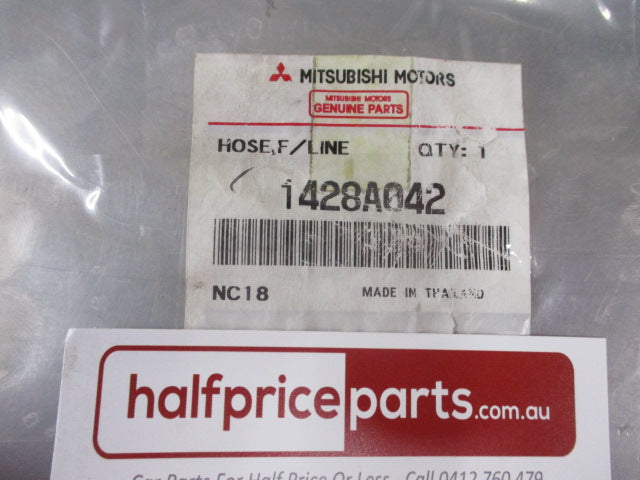 MITSUBISHI MOTORS
MITSUBISHI MOTORS
GENUINE PARTS
HOSE,F/LINE QTY: 1
1428A042
NC18 MADE IN THAILAND
halfpriceparts.com.au
Car Parts For Half Price Or Less - Call 0412 760 479